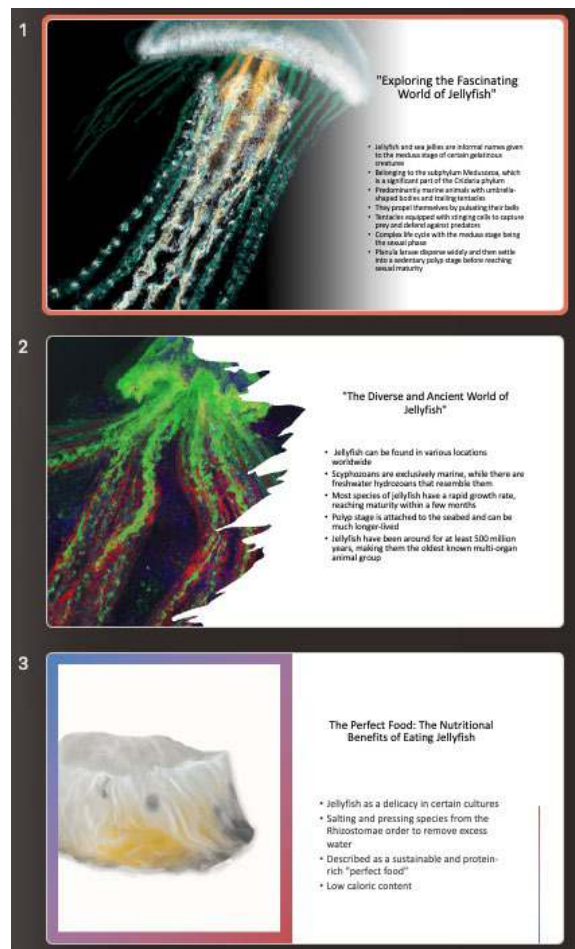 1
"Exploring the Fascinating
World of Jellyfish"
• Jellyfish and sea jellies are informal names given
to the medusa stage of certain gelatinous
creatures
• Belonging to the subphylum Medusozoa, which
is a significant part of the Cnidaria phylum
• Predominantly marine animals with umbrella-
shaped bodies and trailing tentacles
• They propel themselves by pulsating their bells
• Tentacles equipped with stinging cells to capture
prey and defend against predators
• Complex life cycle with the medusa stage being
the sexual phase
• Planula larvae disperse widely and then settle
into a sedentary polyp stage before reaching
sexual maturity
2
"The Diverse and Ancient World of
Jellyfish"
• Jellyfish can be found in various locations
worldwide
• Scyphozoans are exclusively marine, while there are
freshwater hydrozoans that resemble them
• Most species of jellyfish have a rapid growth rate,
reaching maturity within a few months
• Polyp stage is attached to the seabed and can be
much longer-lived
• Jellyfish have been around for at least 500 million
years, making them the oldest known multi-organ
animal group
3
The Perfect Food: The Nutritional
Benefits of Eating Jellyfish
• Jellyfish as a delicacy in certain cultures
• Salting and pressing species from the
Rhizostomae order to remove excess
water
• Described as a sustainable and protein-
rich "perfect food"
• Low caloric content